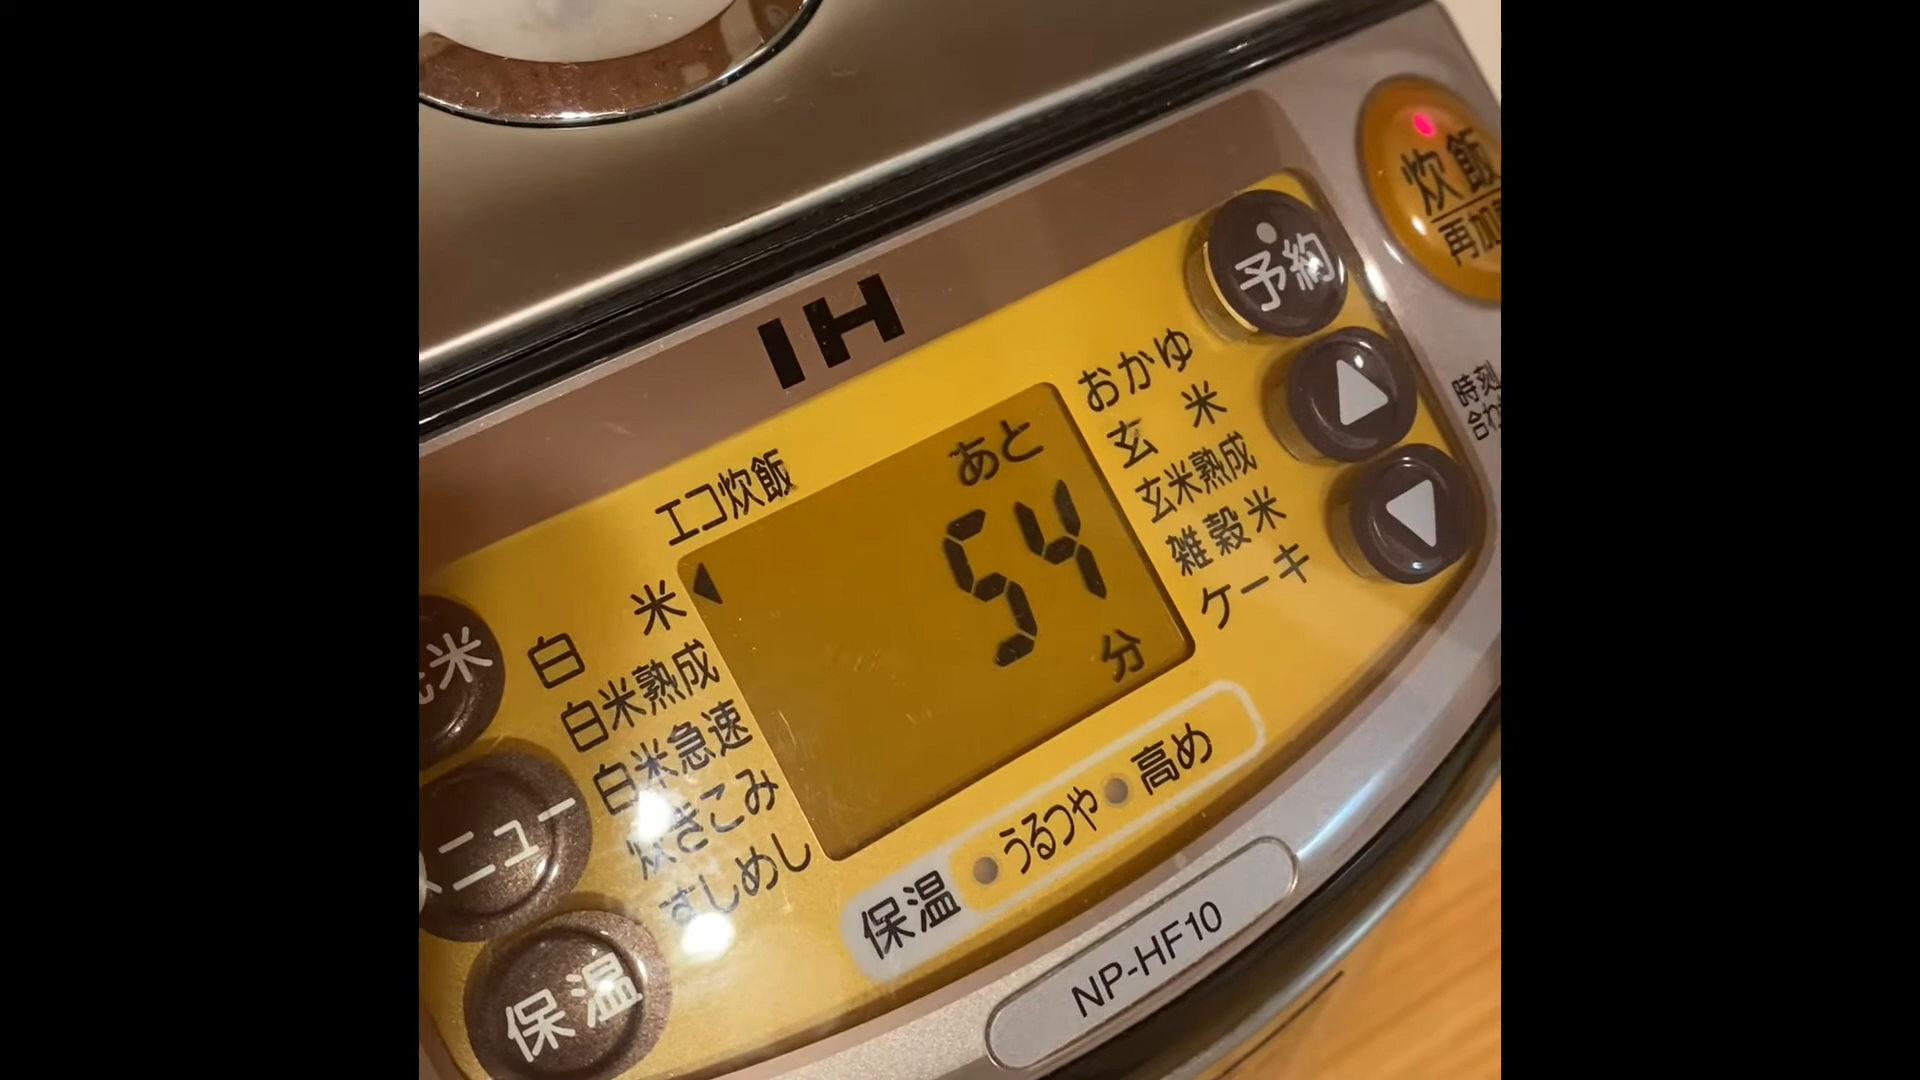 IH
炊飯
再加
予約
時刻
合わ
エコ炊飯
白米
白米熟成
白米急速
炊きこみ
すしめし
あと
54
分
おかゆ
玄米
玄米熟成
雑穀米
ケーキ
米
メニュー
保温
保温 うるつや 高め
NP-HF10